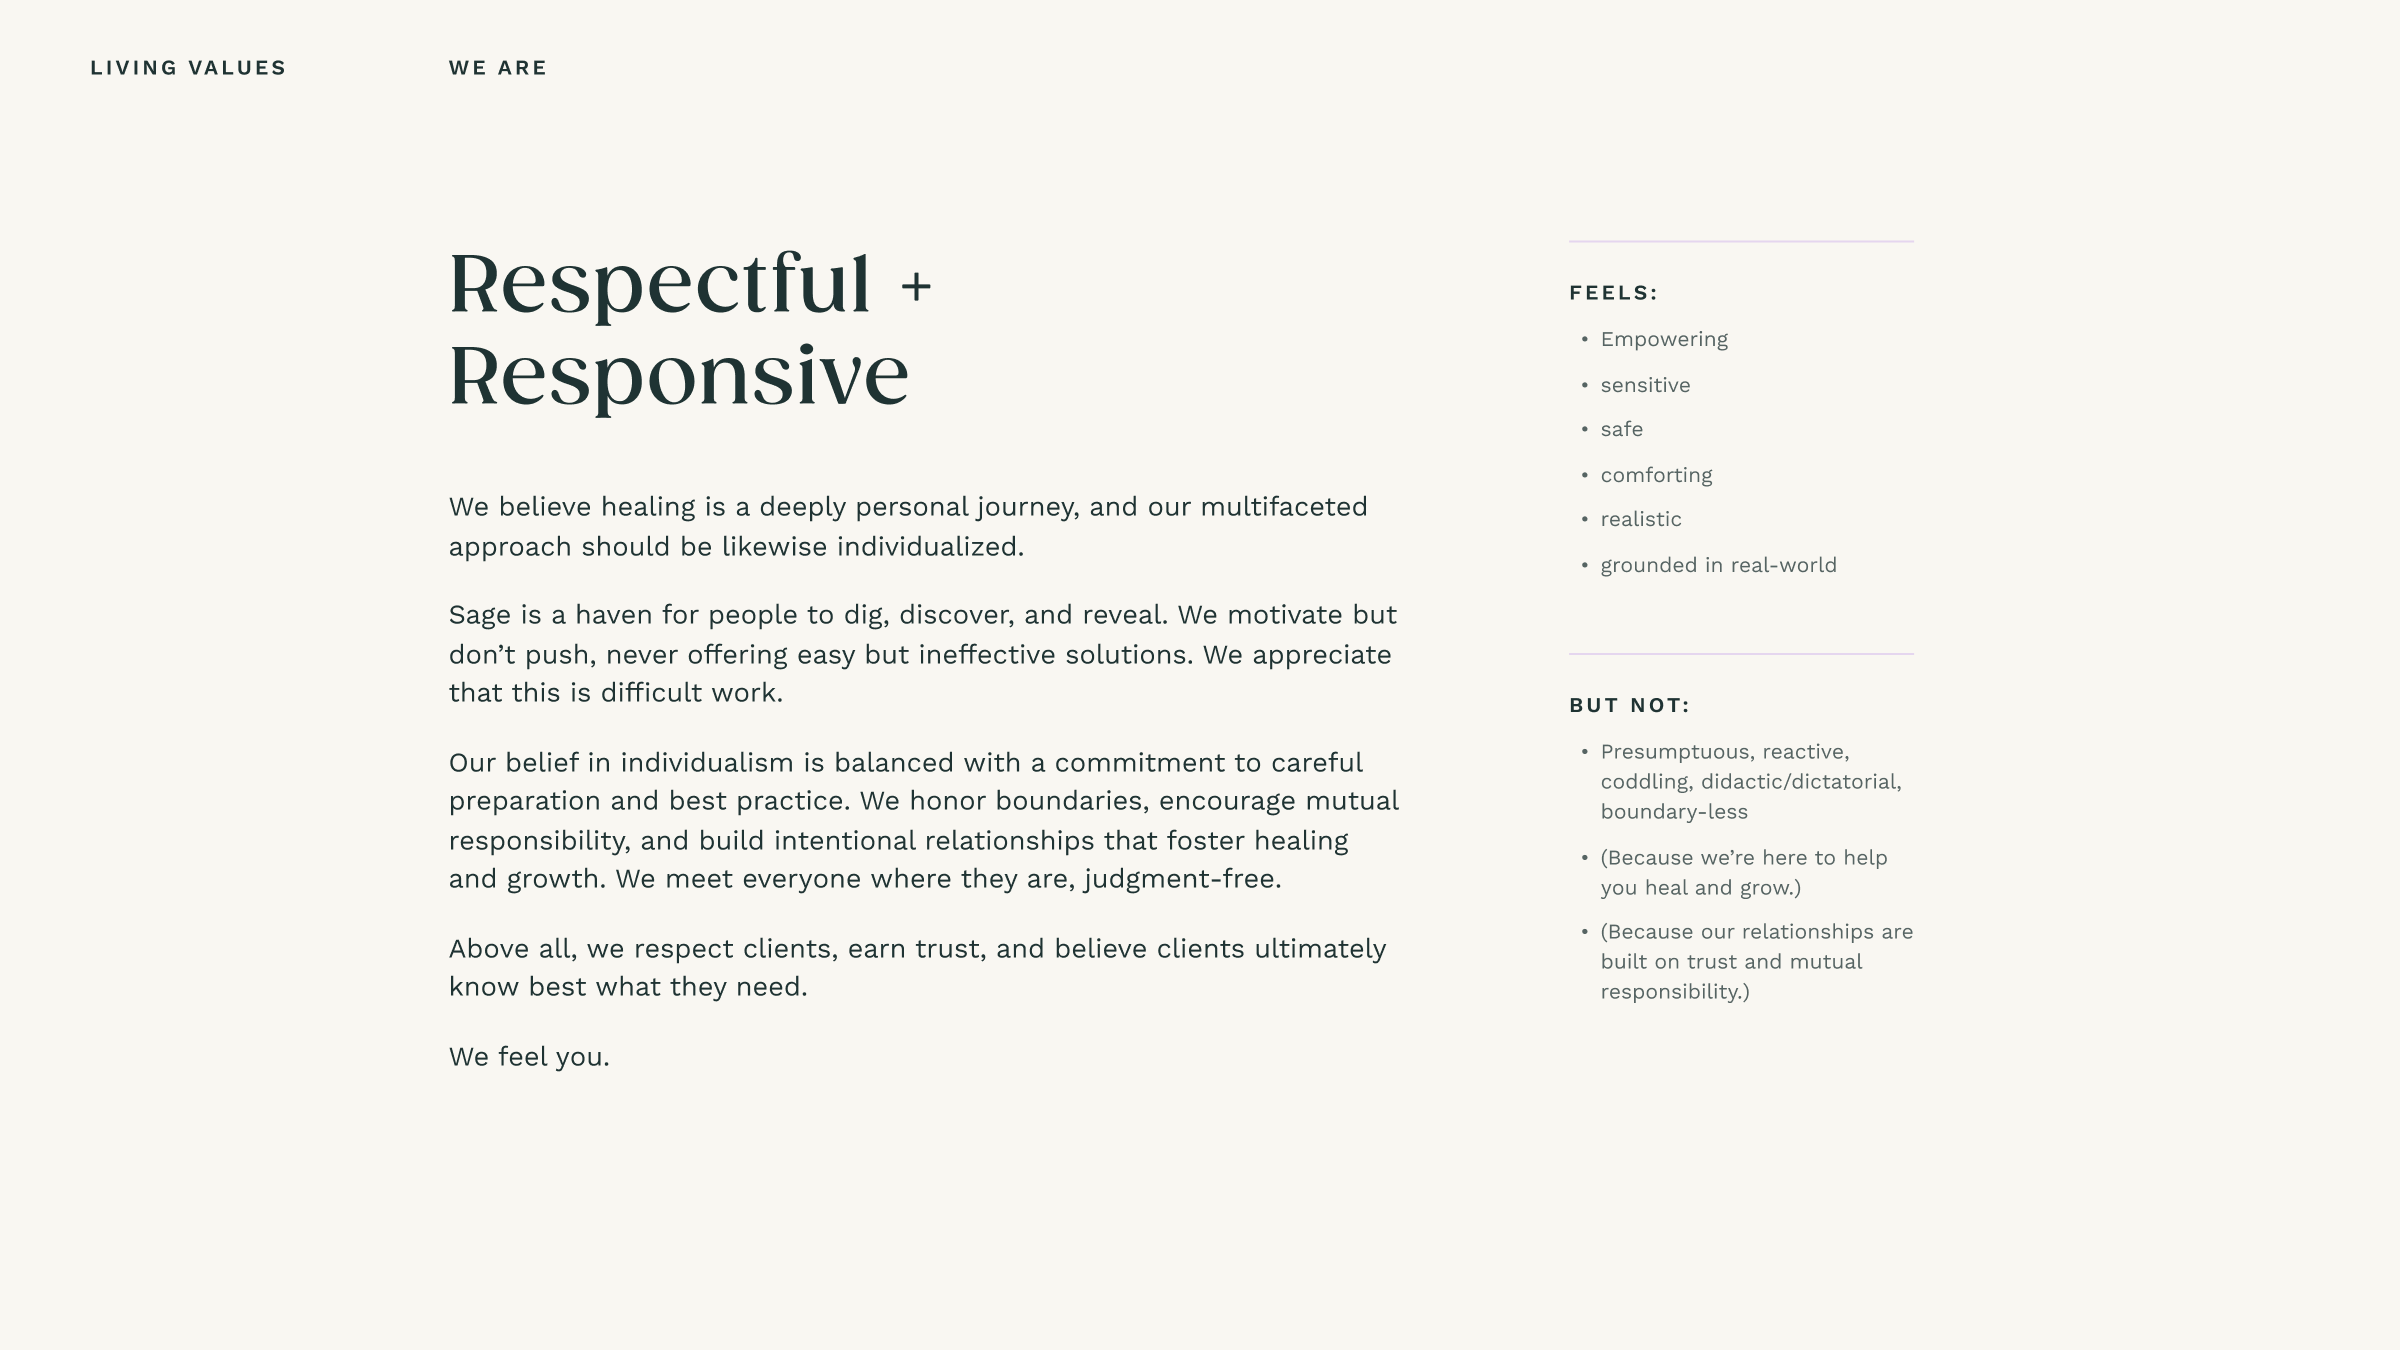 LIVING VALUES
WE ARE
Respectful +
Responsive
We believe healing is a deeply personal journey, and our multifaceted
approach should be likewise individualized.
Sage is a haven for people to dig, discover, and reveal. We motivate but
don’t push, never offering easy but ineffective solutions. We appreciate
that this is difficult work.
Our belief in individualism is balanced with a commitment to careful
preparation and best practice. We honor boundaries, encourage mutual
responsibility, and build intentional relationships that foster healing
and growth. We meet everyone where they are, judgment-free.
Above all, we respect clients, earn trust, and believe clients ultimately
know best what they need.
We feel you.
FEELS:
• Empowering
• sensitive
• safe
• comforting
• realistic
• grounded in real-world
BUT NOT:
• Presumptuous, reactive,
coddling, didactic/dictatorial,
boundary-less
• (Because we’re here to help
you heal and grow.)
• (Because our relationships are
built on trust and mutual
responsibility.)